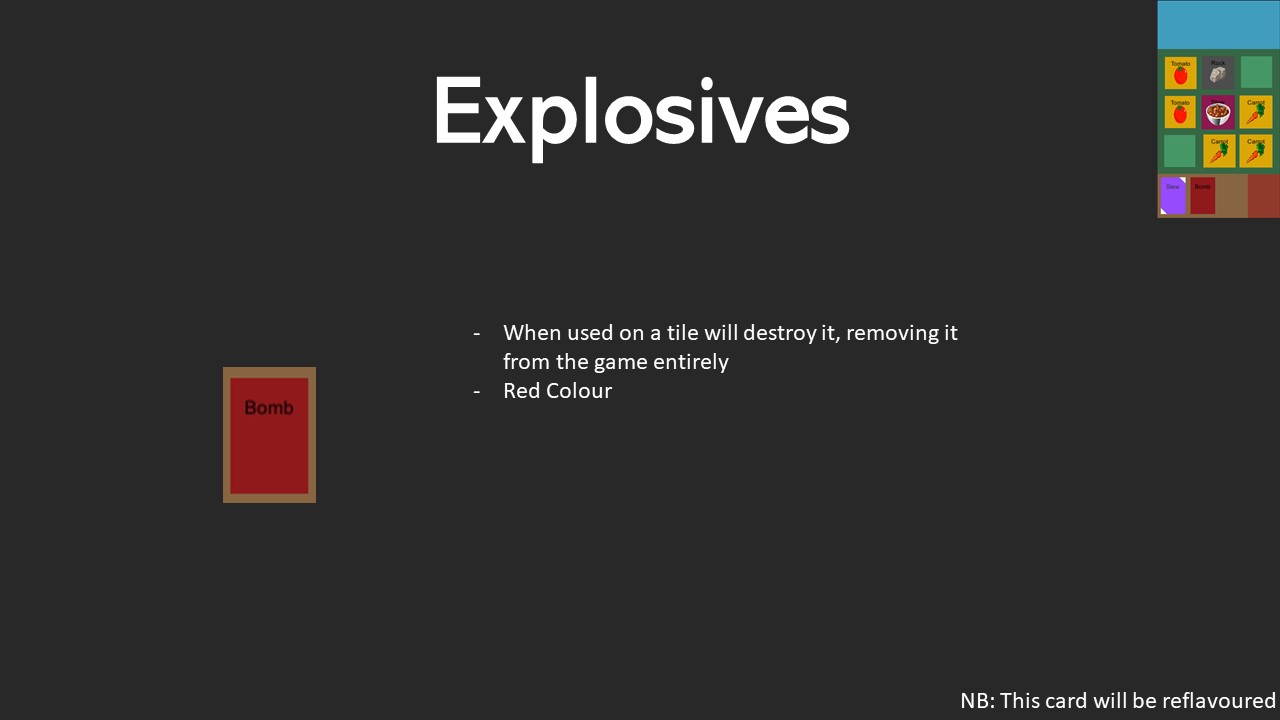 Explosives
Tomato Rock
Tomato Carrot
Carrot Carrot
Stew Bomb
- When used on a tile will destroy it, removing it
from the game entirely
- Red Colour
Bomb
NB: This card will be reflavoured